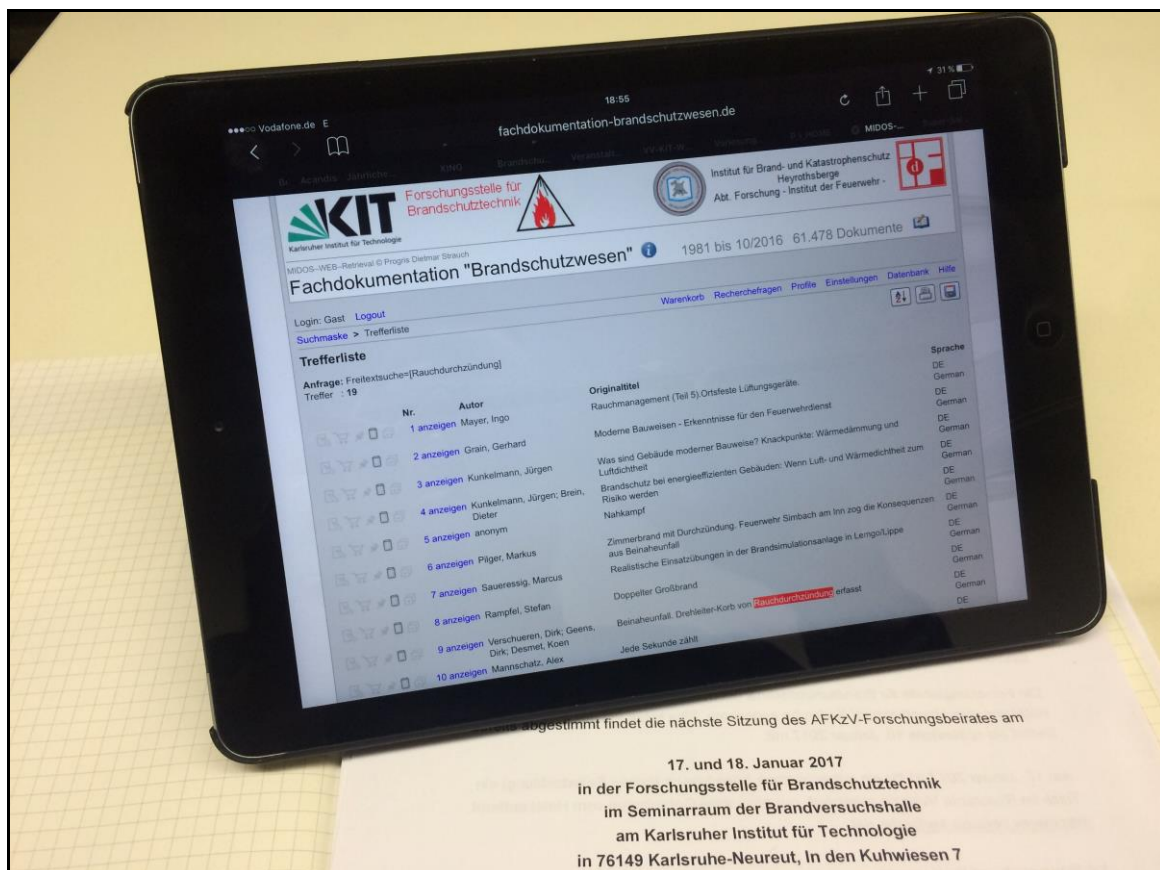 Vodafone.de E
18:55
31 %
fachdokumentation-brandschutzwesen.de
Acandis Jährliche... KINO Brandschu... Veranstalt... VV-KIT-W... Vorlesung MIDOS-...
KIT
Karlsruher Institut für Technologie
Forschungsstelle für
Brandschutztechnik
Institut für Brand- und Katastrophenschutz
Heyrothsberge
Abt. Forschung - Institut der Feuerwehr -
MIDOS-WEB-Retrieval © Progris Dietmar Strauch
Fachdokumentation "Brandschutzwesen" i 1981 bis 10/2016 61.478 Dokumente
Login: Gast Logout
Warenkorb Recherchefragen Profile Einstellungen Datenbank Hilfe
Suchmaske > Trefferliste
Trefferliste
Anfrage: Freitextsuche=[Rauchdurchzündung]
Treffer : 19
Nr. Autor Originaltitel Sprache
1 anzeigen Mayer, Ingo Rauchmanagement (Teil 5).Ortsfeste Lüftungsgeräte. DE
German
2 anzeigen Grain, Gerhard Moderne Bauweisen - Erkenntnisse für den Feuerwehrdienst DE
German
3 anzeigen Kunkelmann, Jürgen Was sind Gebäude moderner Bauweise? Knackpunkte: Wärmedämmung und DE
Luftdichtheit German
4 anzeigen Kunkelmann, Jürgen; Brein, Brandschutz bei energieeffizienten Gebäuden: Wenn Luft- und Wärmedichtheit zum DE
Dieter Risiko werden German
5 anzeigen anonym Nahkampf DE
German
6 anzeigen Pilger, Markus Zimmerbrand mit Durchzündung. Feuerwehr Simbach am Inn zog die Konsequenzen DE
aus Beinaheunfall German
7 anzeigen Saueressig, Marcus Realistische Einsatzübungen in der Brandsimulationsanlage in Lemgo/Lippe DE
German
8 anzeigen Rampfel, Stefan Doppelter Großbrand DE
German
9 anzeigen Verschueren, Dirk; Geens, Beinaheunfall. Drehleiter-Korb von Rauchdurchzündung erfasst DE
Dirk; Desmet, Koen German
10 anzeigen Mannschatz, Alex Jede Sekunde zählt DE
abgestimmt findet die nächste Sitzung des AFKzV-Forschungsbeirates am
17. und 18. Januar 2017
in der Forschungsstelle für Brandschutztechnik
im Seminarraum der Brandversuchshalle
am Karlsruher Institut für Technologie
in 76149 Karlsruhe-Neureut, In den Kuhwiesen 7